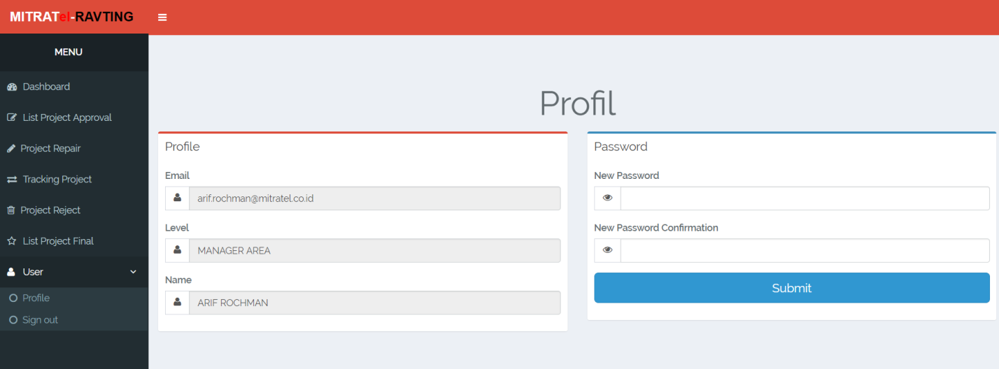 MITRATel-RAVTING
MENU
Dashboard
List Project Approval
Project Repair
Tracking Project
Project Reject
List Project Final
User
Profile
Sign out
Profil
Profile
Email
arif.rochman@mitratel.co.id
Level
MANAGER AREA
Name
ARIF ROCHMAN
Password
New Password
New Password Confirmation
Submit